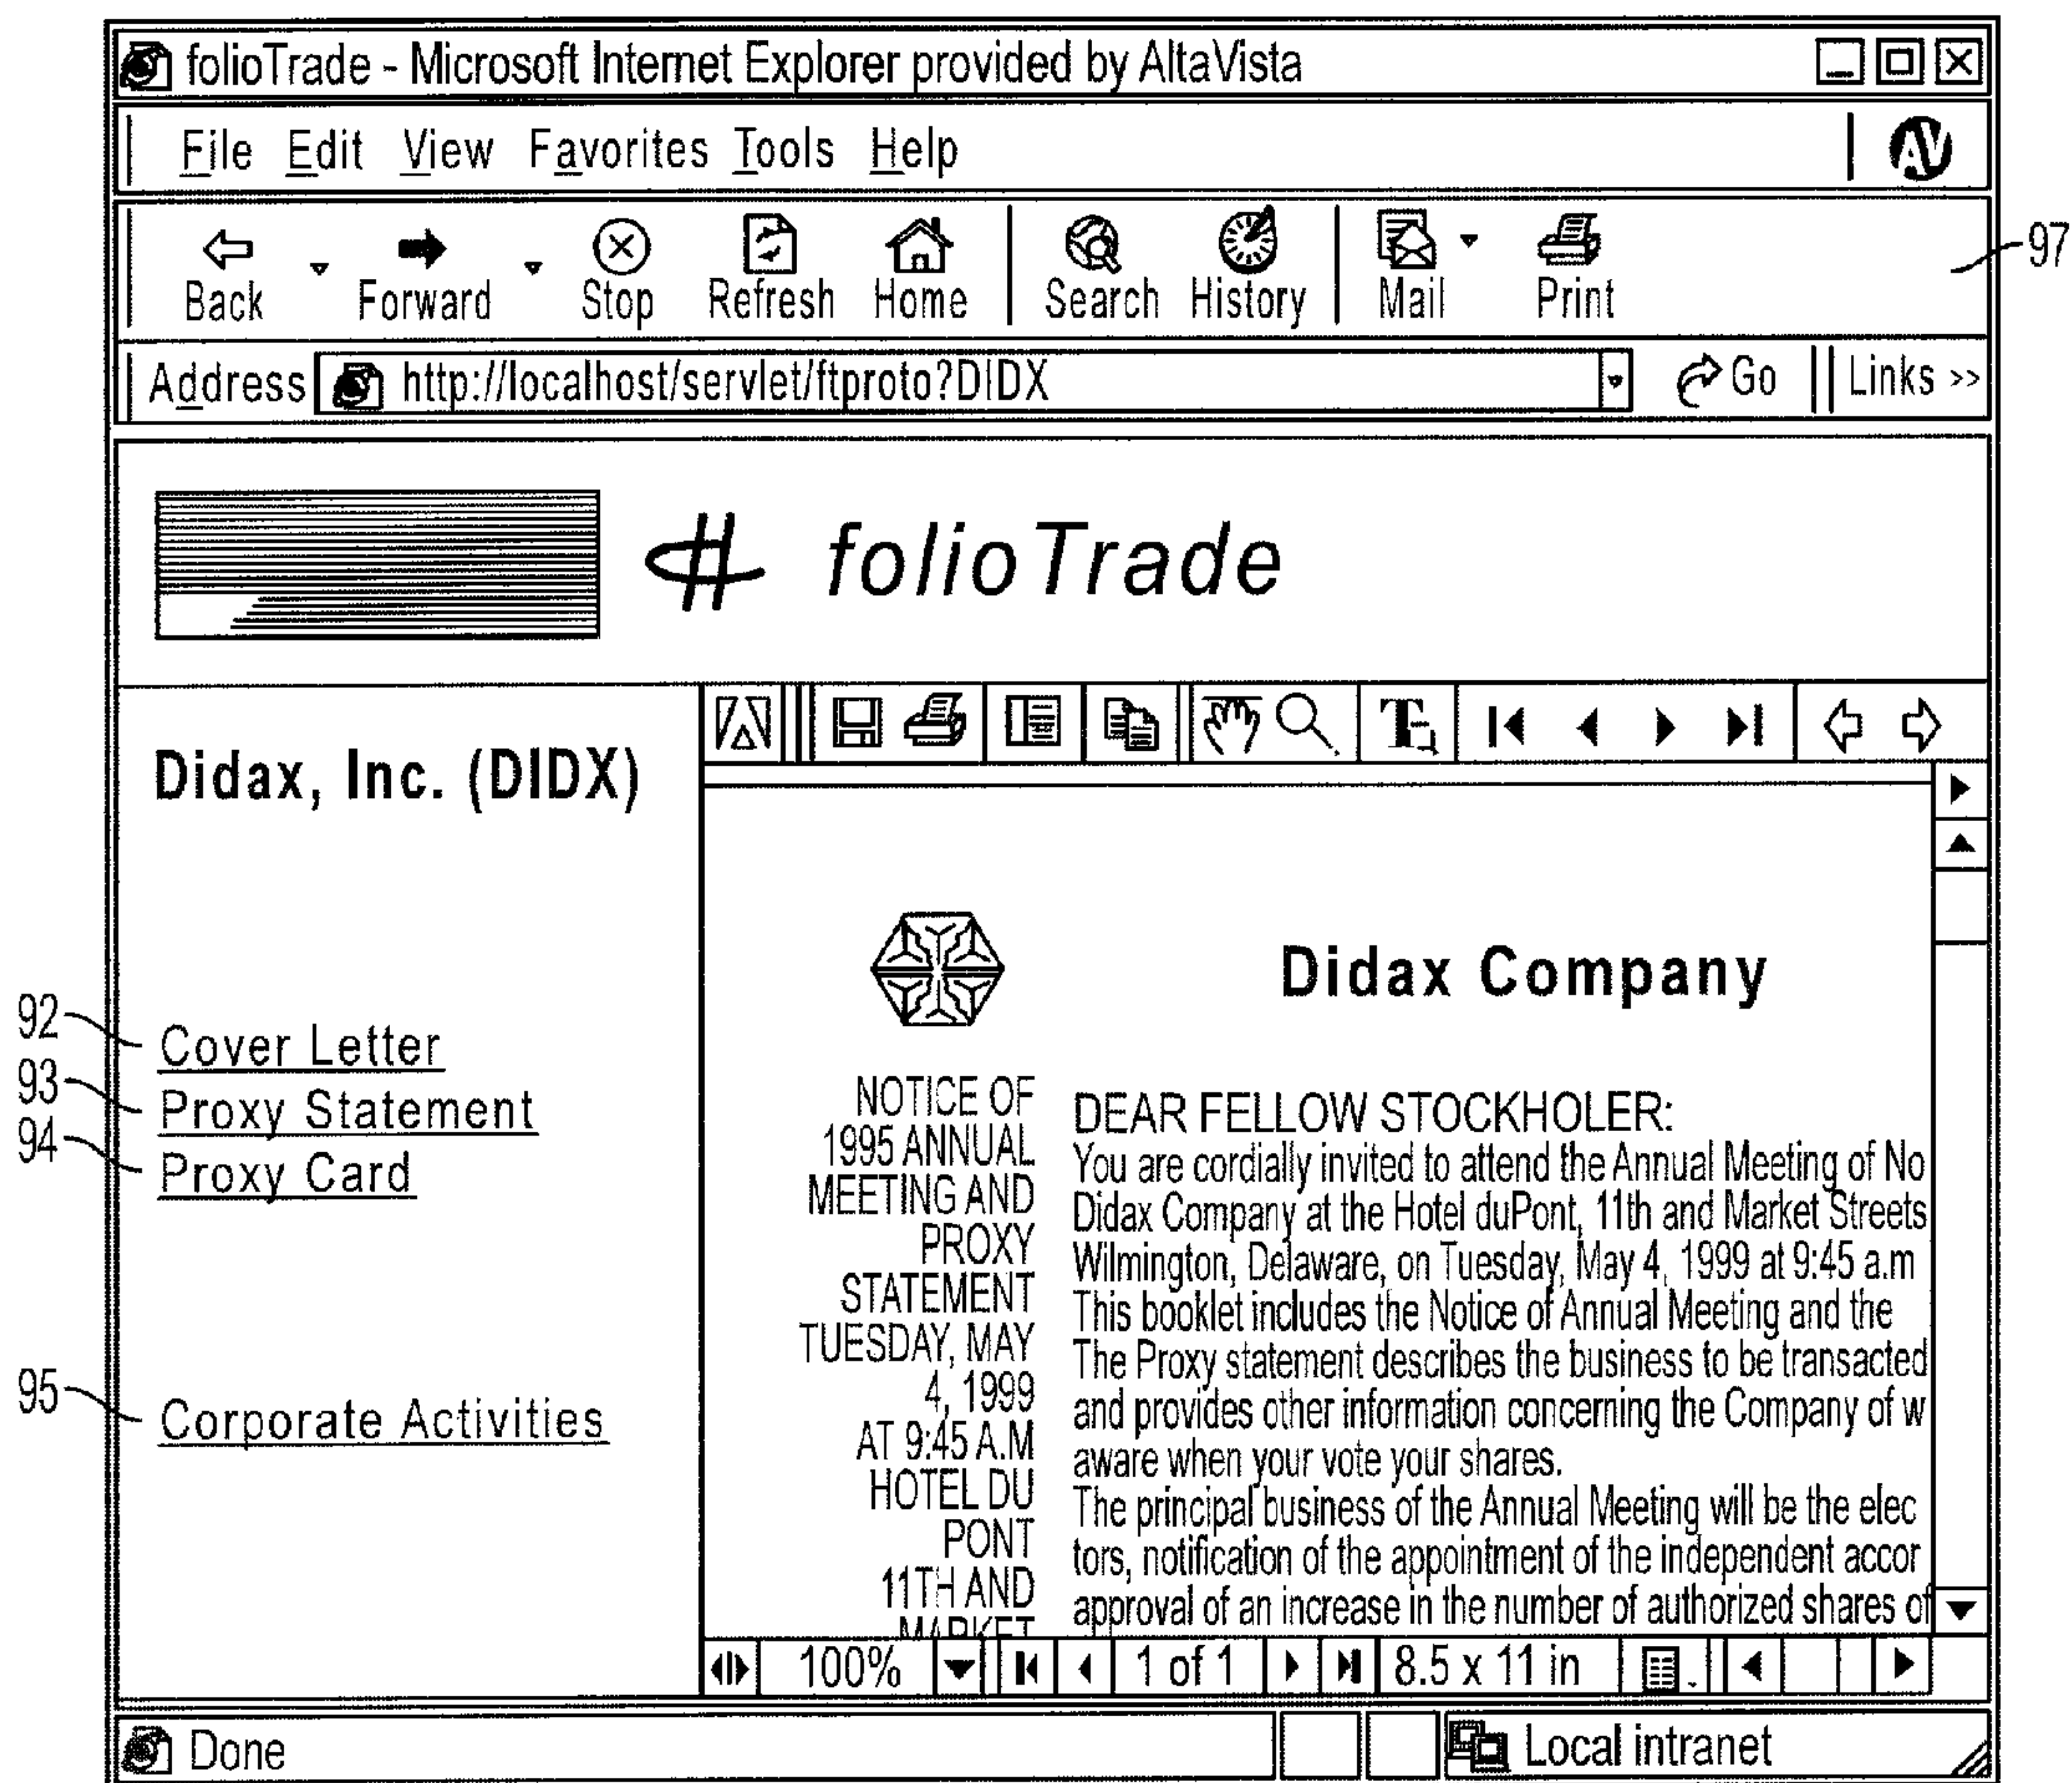 folioTrade - Microsoft Internet Explorer provided by AltaVista
File Edit View Favorites Tools Help
AV
Back Forward Stop Refresh Home Search History Mail Print
97
Address http://localhost/servlet/ftproto?DIDX Go Links >>
folioTrade
Didax, Inc. (DIDX)
92 Cover Letter
93 Proxy Statement
94 Proxy Card
95 Corporate Activities
Didax Company
NOTICE OF
1995 ANNUAL
MEETING AND
PROXY
STATEMENT
TUESDAY, MAY
4, 1999
AT 9:45 A.M
HOTEL DU
PONT
11TH AND
MARKET
DEAR FELLOW STOCKHOLER:
You are cordially invited to attend the Annual Meeting of No
Didax Company at the Hotel duPont, 11th and Market Streets
Wilmington, Delaware, on Tuesday, May 4, 1999 at 9:45 a.m
This booklet includes the Notice of Annual Meeting and the
The Proxy statement describes the business to be transacted
and provides other information concerning the Company of w
aware when your vote your shares.
The principal business of the Annual Meeting will be the elec
tors, notification of the appointment of the independent accor
approval of an increase in the number of authorized shares of
100% 1 of 1 8.5 x 11 in
Done Local intranet